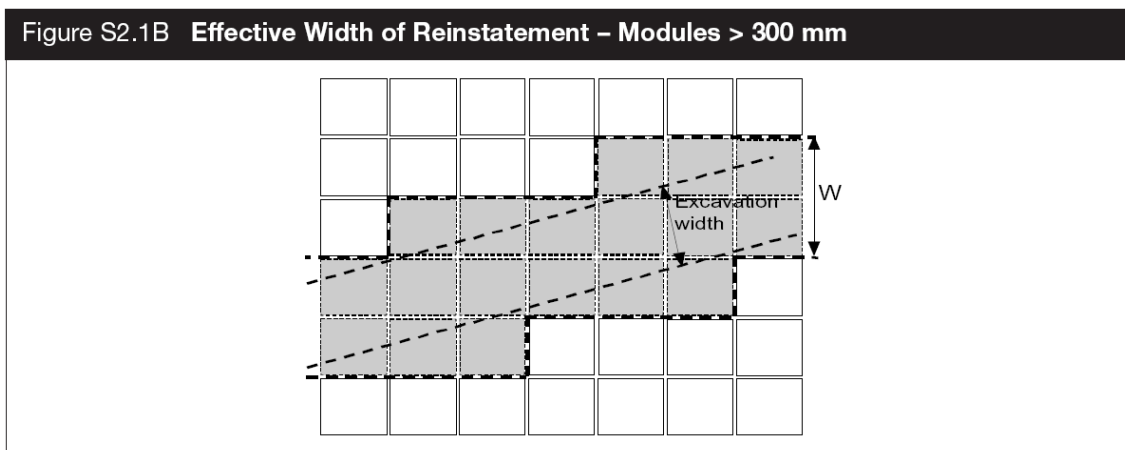 Figure S2.1B Effective Width of Reinstatement – Modules > 300 mm
W
Excavation
width